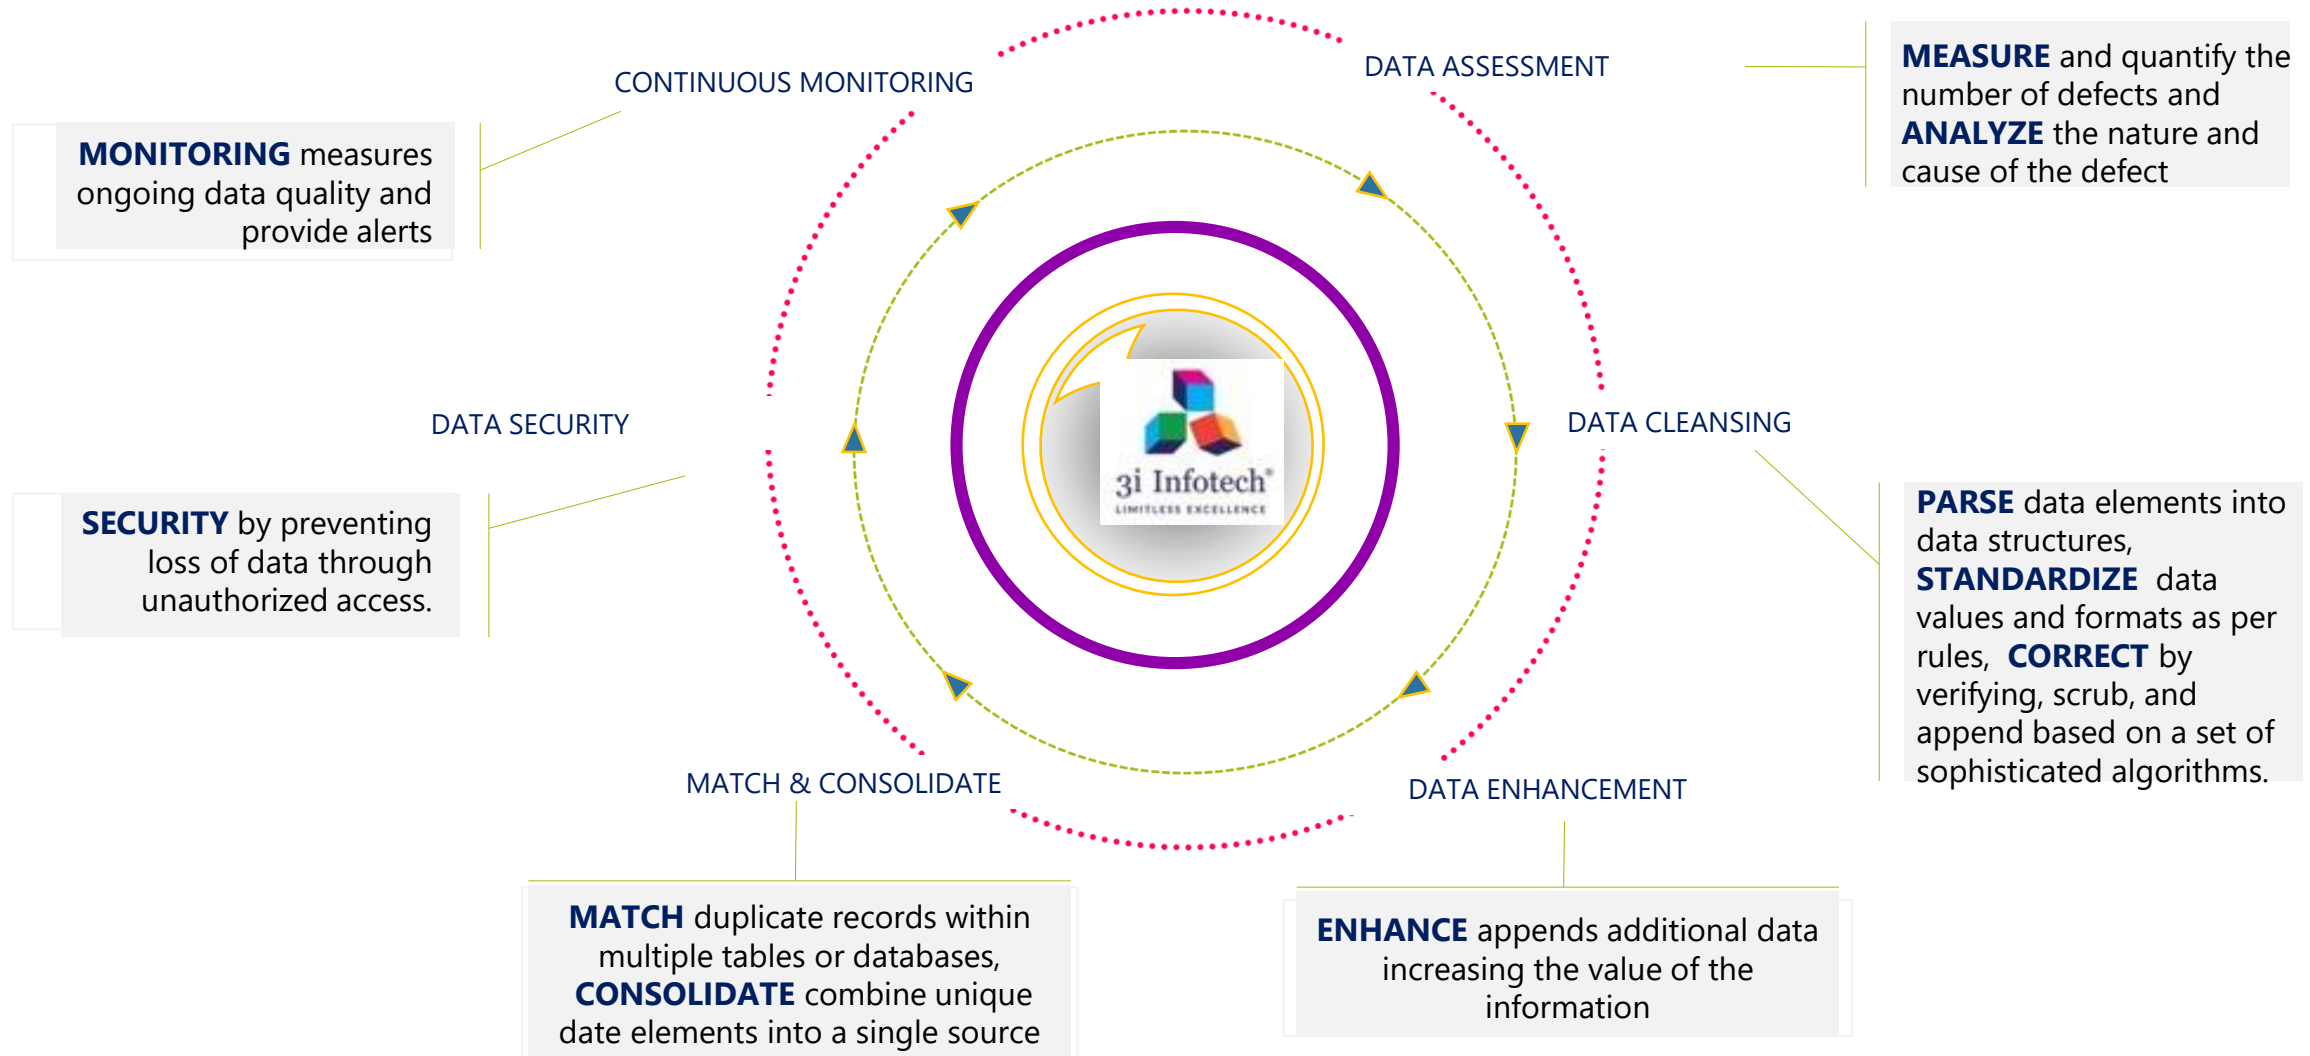 CONTINUOUS MONITORING
MONITORING measures
ongoing data quality and
provide alerts
DATA ASSESSMENT
MEASURE and quantify the
number of defects and
ANALYZE the nature and
cause of the defect
DATA SECURITY
SECURITY by preventing
loss of data through
unauthorized access.
3i Infotech®
LIMITLESS EXCELLENCE
DATA CLEANSING
PARSE data elements into
data structures,
STANDARDIZE data
values and formats as per
rules, CORRECT by
verifying, scrub, and
append based on a set of
sophisticated algorithms.
MATCH & CONSOLIDATE
MATCH duplicate records within
multiple tables or databases,
CONSOLIDATE combine unique
date elements into a single source
DATA ENHANCEMENT
ENHANCE appends additional data
increasing the value of the
information